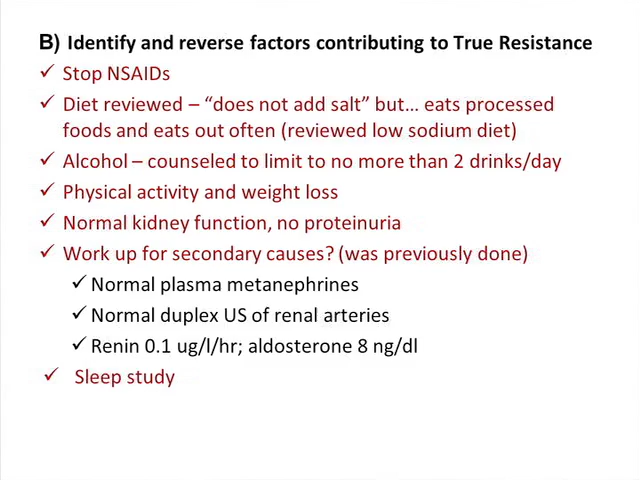 B) Identify and reverse factors contributing to True Resistance
✓ Stop NSAIDs
✓ Diet reviewed – “does not add salt” but… eats processed
foods and eats out often (reviewed low sodium diet)
✓ Alcohol – counseled to limit to no more than 2 drinks/day
✓ Physical activity and weight loss
✓ Normal kidney function, no proteinuria
✓ Work up for secondary causes? (was previously done)
✓ Normal plasma metanephrines
✓ Normal duplex US of renal arteries
✓ Renin 0.1 ug/l/hr; aldosterone 8 ng/dl
✓ Sleep study